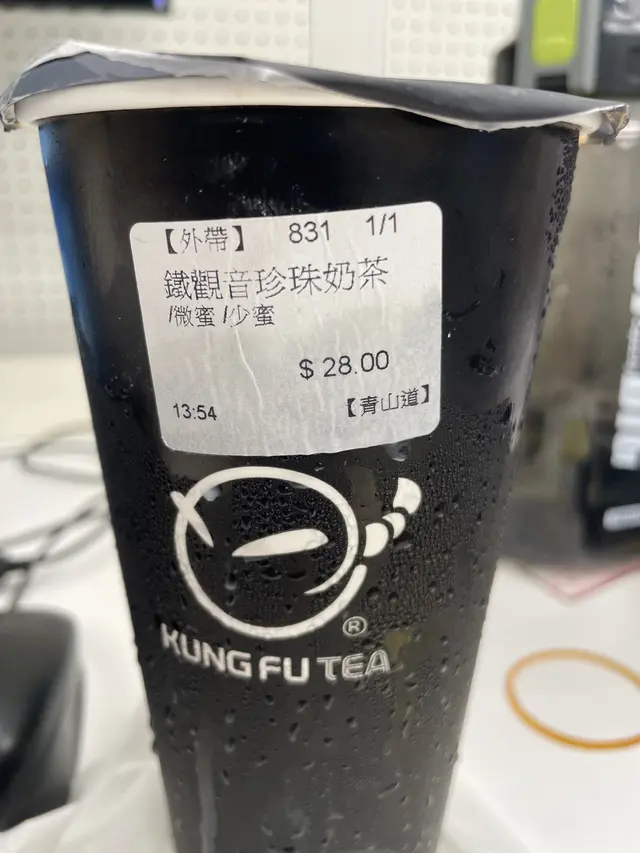 【外帶】 831 1/1
鐵觀音珍珠奶茶
/微蜜 /少蜜
$ 28.00
13:54 【青山道】
®
KUNG FU TEA